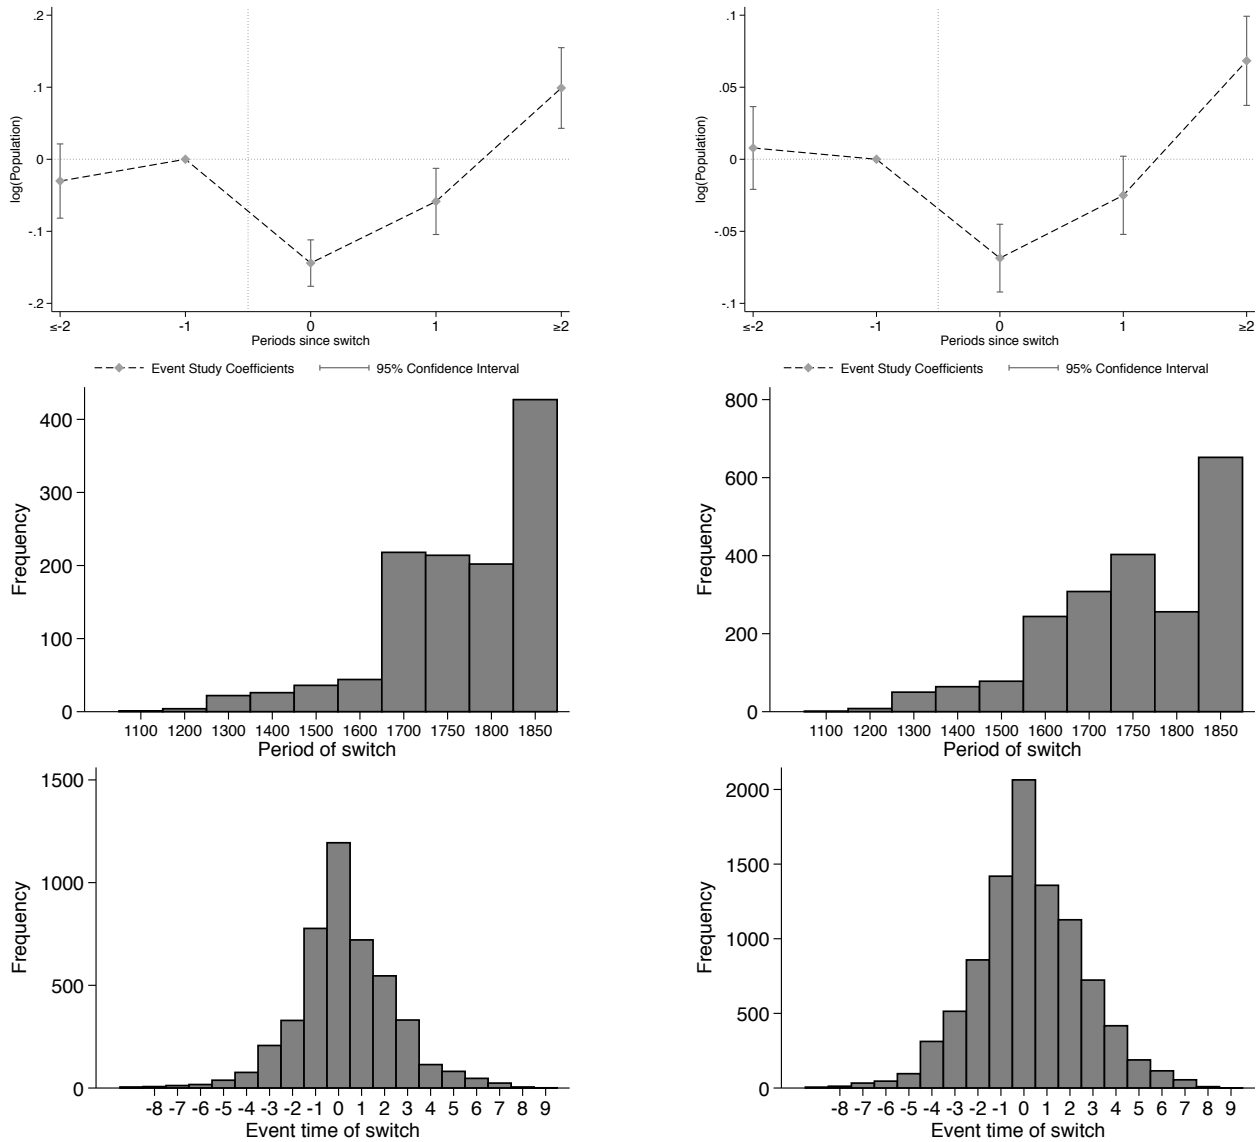 .2
.1
0
-.1
-.2
log(Population)
≤-2 -1 0 1 ≥2
Periods since switch
Event Study Coefficients 95% Confidence Interval
.1
.05
0
-.05
-.1
log(Population)
≤-2 -1 0 1 ≥2
Periods since switch
Event Study Coefficients 95% Confidence Interval
400
300
200
100
0
Frequency
1100 1200 1300 1400 1500 1600 1700 1750 1800 1850
Period of switch
800
600
400
200
0
Frequency
1100 1200 1300 1400 1500 1600 1700 1750 1800 1850
Period of switch
1500
1000
500
0
Frequency
-8 -7 -6 -5 -4 -3 -2 -1 0 1 2 3 4 5 6 7 8 9
Event time of switch
2000
1500
1000
500
0
Frequency
-8 -7 -6 -5 -4 -3 -2 -1 0 1 2 3 4 5 6 7 8 9
Event time of switch